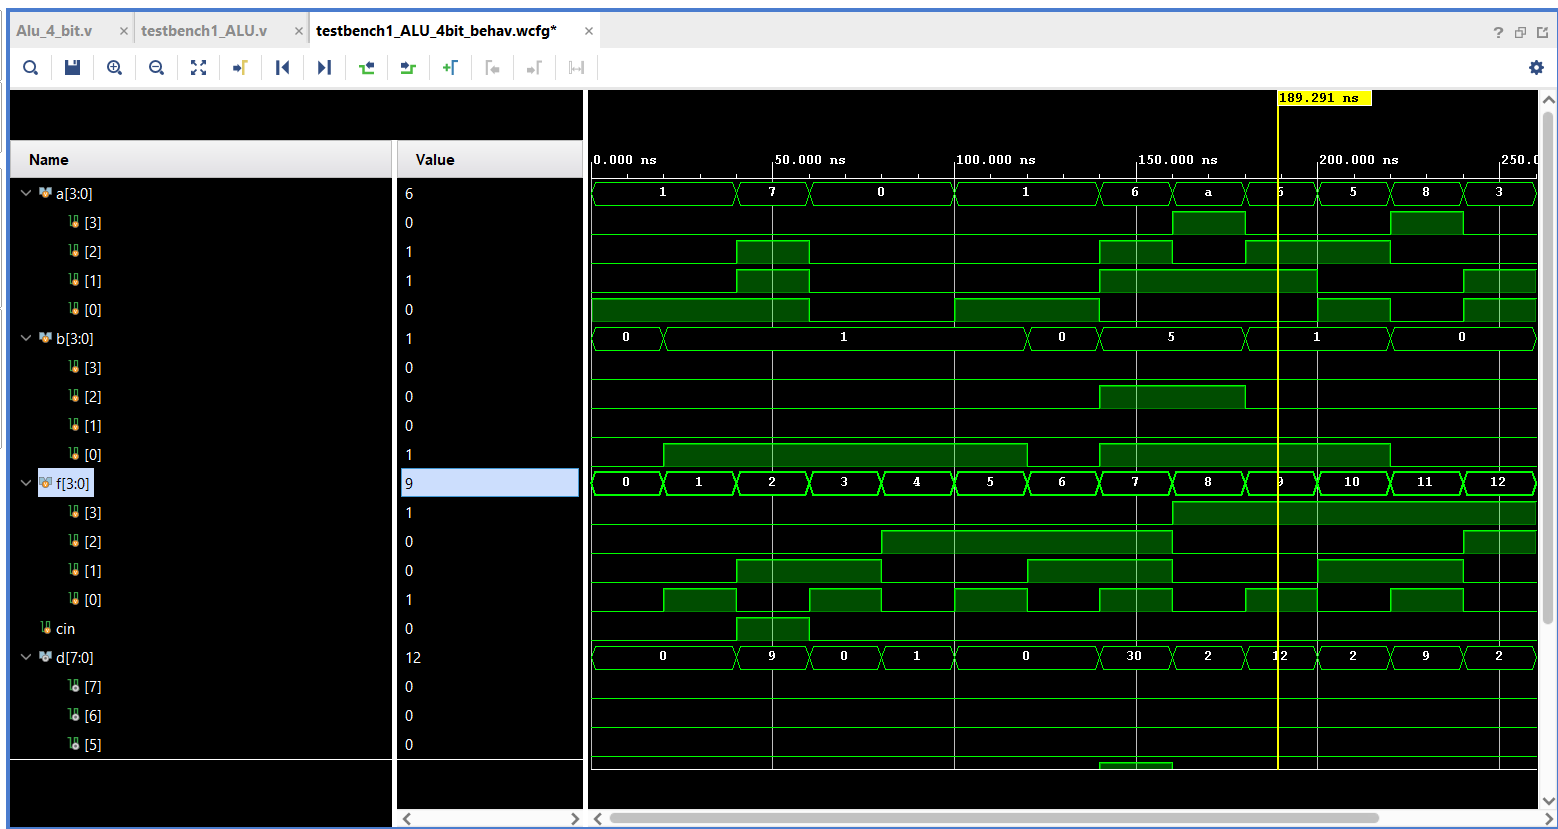 Alu_4_bit.v × testbench1_ALU.v × testbench1_ALU_4bit_behav.wcfg* × ?
189.291 ns
Name Value 0.000 ns 50.000 ns 100.000 ns 150.000 ns 200.000 ns 250.0
a[3:0] 6 1 7 0 1 6 a 6 5 8 3
[3] 0
[2] 1
[1] 1
[0] 0
b[3:0] 1 0 1 0 5 1 0
[3] 0
[2] 0
[1] 0
[0] 1
f[3:0] 9 0 1 2 3 4 5 6 7 8 9 10 11 12
[3] 1
[2] 0
[1] 0
[0] 1
cin 0
d[7:0] 12 0 9 0 1 0 30 2 12 2 9 2
[7] 0
[6] 0
[5] 0